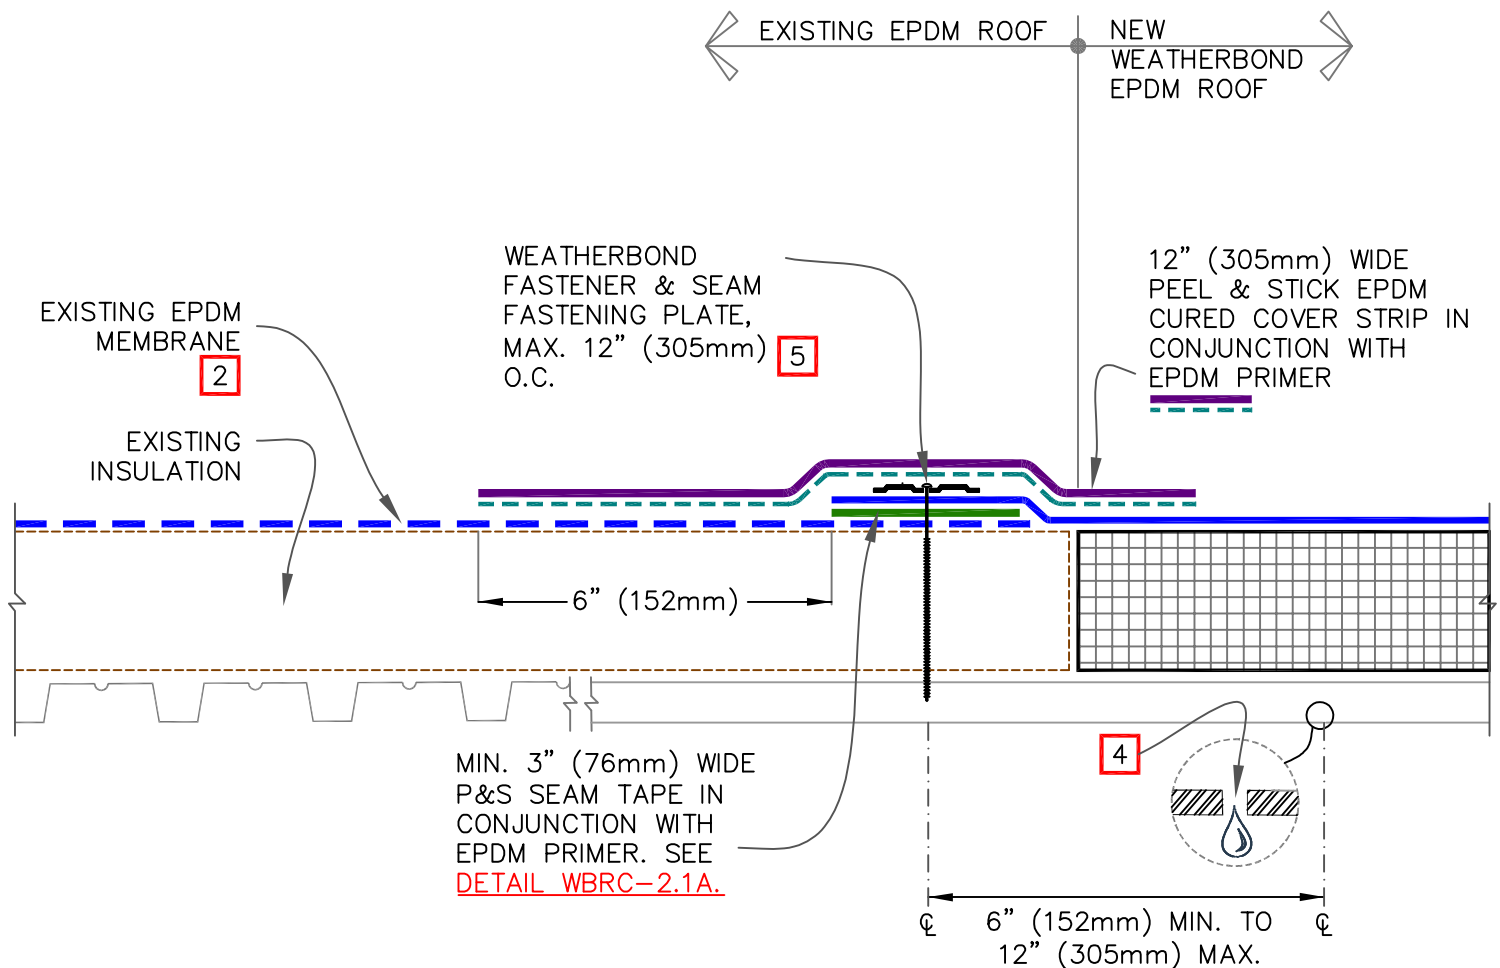 EXISTING EPDM ROOF
NEW
WEATHERBOND
EPDM ROOF
WEATHERBOND
FASTENER & SEAM
FASTENING PLATE,
MAX. 12" (305mm)
O.C.
5
12" (305mm) WIDE
PEEL & STICK EPDM
CURED COVER STRIP IN
CONJUNCTION WITH
EPDM PRIMER
EXISTING EPDM
MEMBRANE
2
EXISTING
INSULATION
6" (152mm)
MIN. 3" (76mm) WIDE
P&S SEAM TAPE IN
CONJUNCTION WITH
EPDM PRIMER. SEE
DETAIL WBRC-2.1A.
4
℄ 6" (152mm) MIN. TO ℄
12" (305mm) MAX.